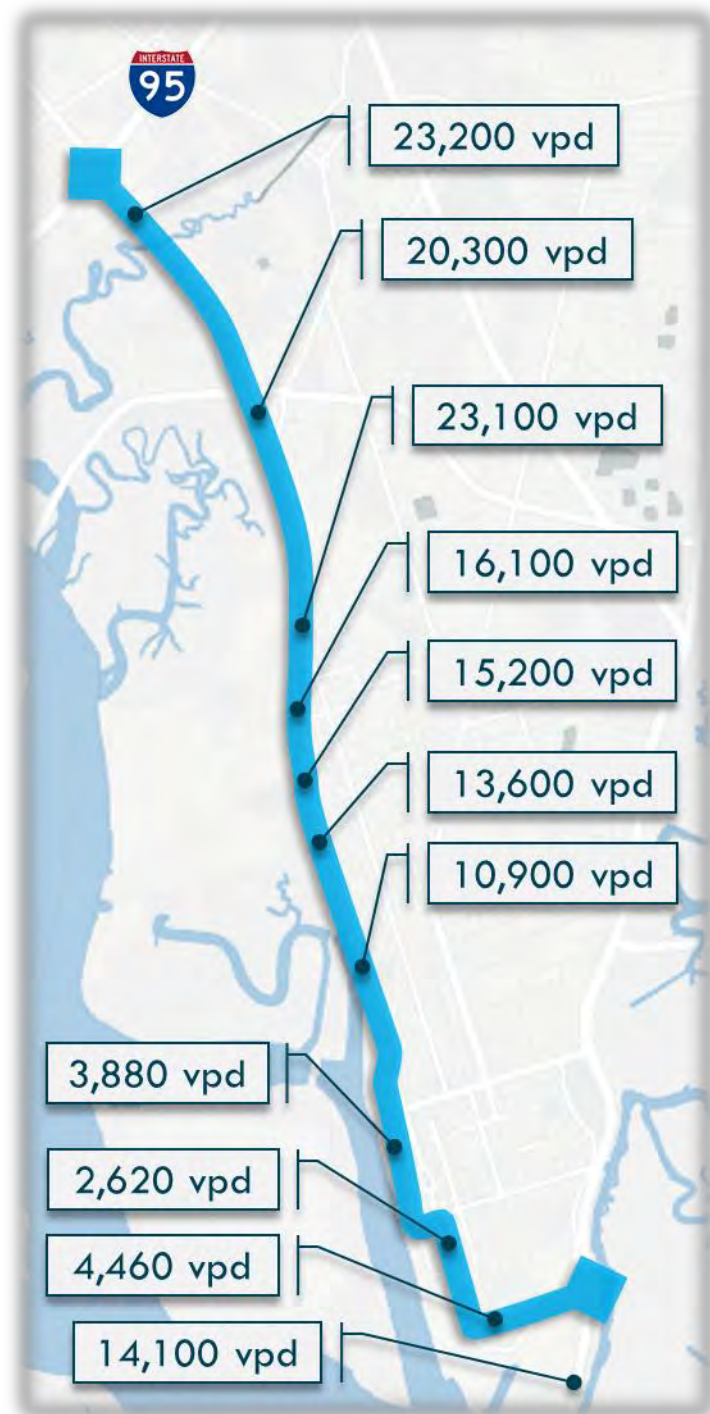 INTERSTATE
95
23,200 vpd
20,300 vpd
23,100 vpd
16,100 vpd
15,200 vpd
13,600 vpd
10,900 vpd
3,880 vpd
2,620 vpd
4,460 vpd
14,100 vpd